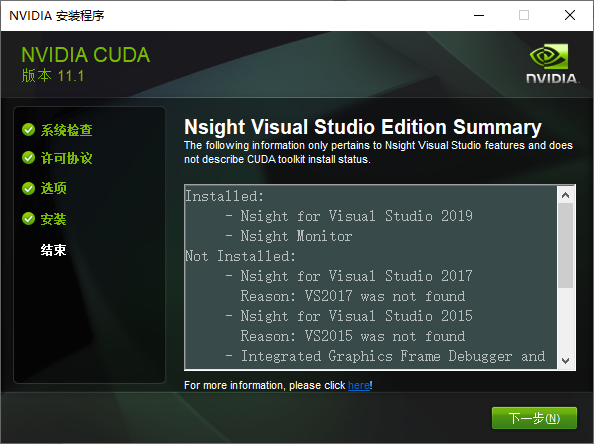 NVIDIA 安装程序
NVIDIA CUDA
版本 11.1
NVIDIA.
系统检查
许可协议
选项
安装
结束
Nsight Visual Studio Edition Summary
The following information only pertains to Nsight Visual Studio features and does
not describe CUDA toolkit install status.
Installed:
- Nsight for Visual Studio 2019
- Nsight Monitor
Not Installed:
- Nsight for Visual Studio 2017
Reason: VS2017 was not found
- Nsight for Visual Studio 2015
Reason: VS2015 was not found
- Integrated Graphics Frame Debugger and
For more information, please click here!
下一步(N)